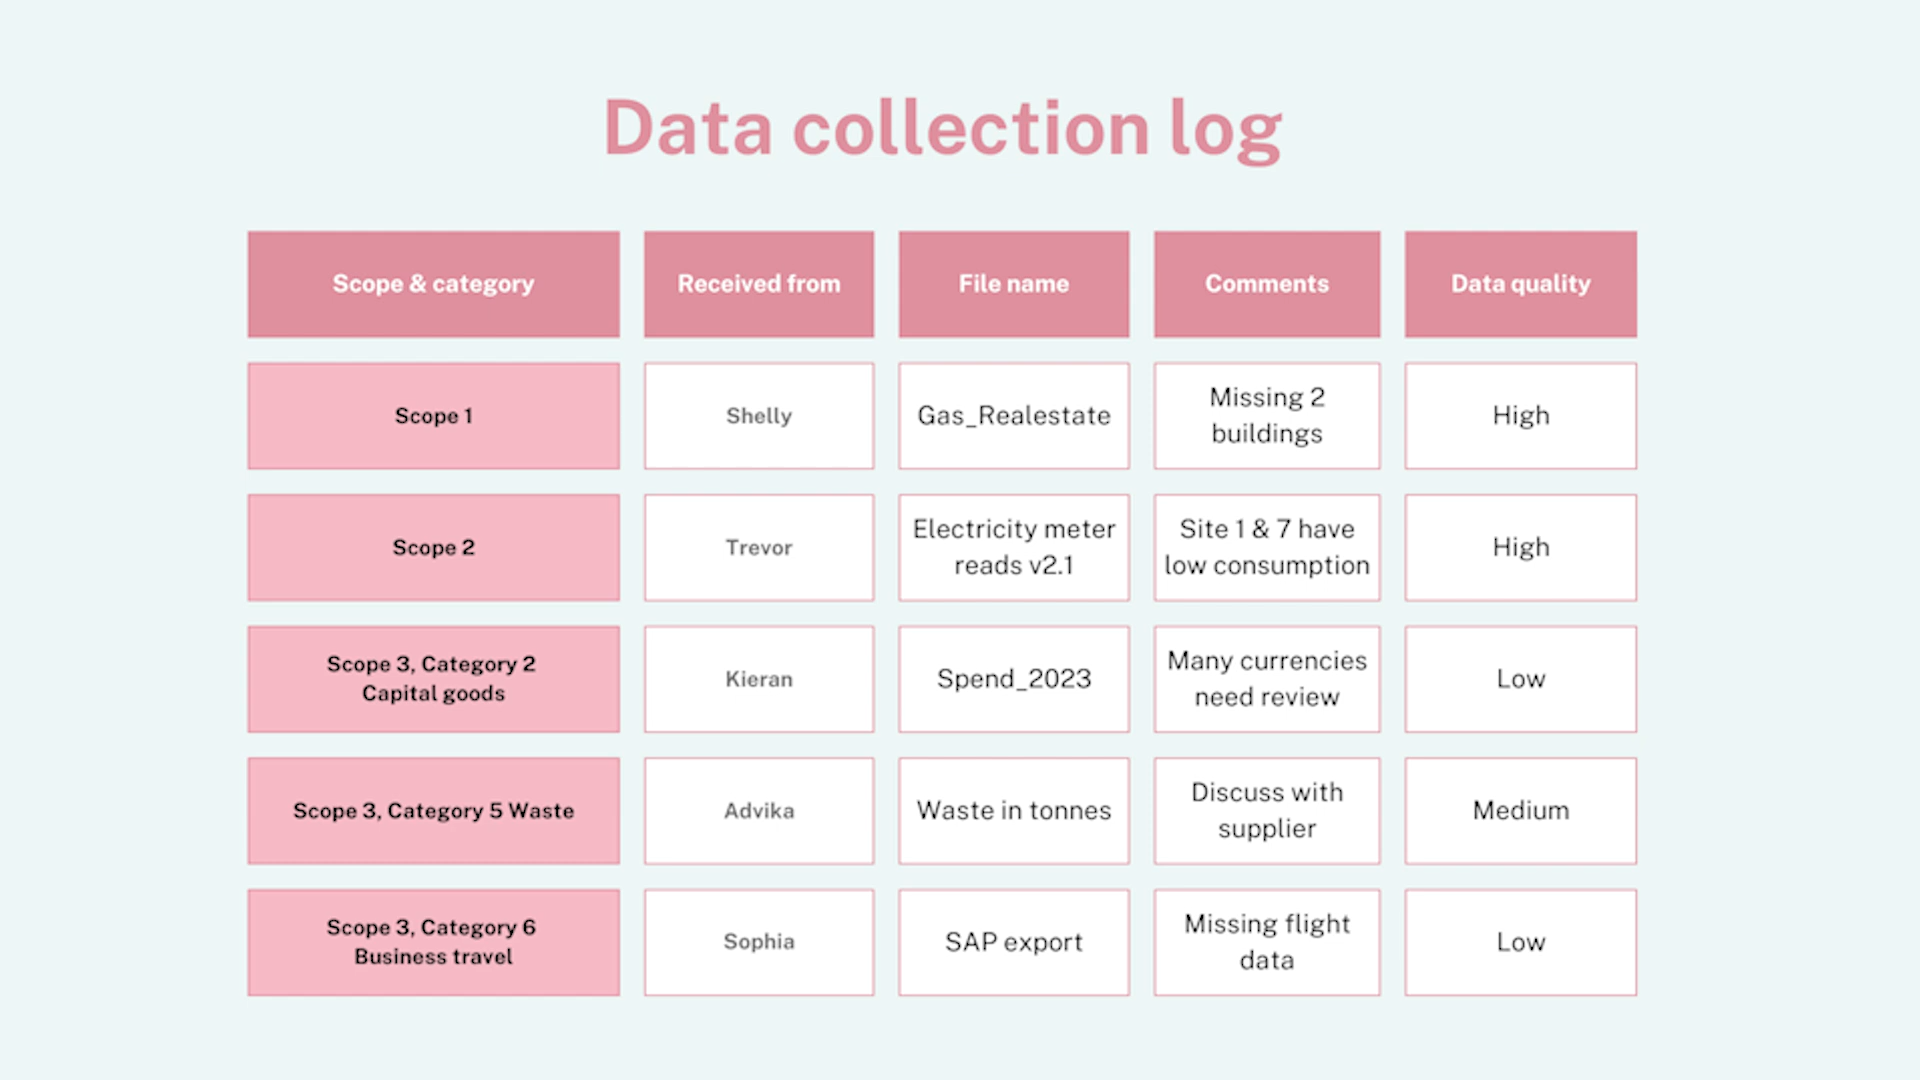 Data collection log
Scope & category
Received from
File name
Comments
Data quality
Scope 1
Shelly
Gas_Realestate
Missing 2
buildings
High
Scope 2
Trevor
Electricity meter
reads v2.1
Site 1 & 7 have
low consumption
High
Scope 3, Category 2
Capital goods
Kieran
Spend_2023
Many currencies
need review
Low
Scope 3, Category 5 Waste
Advika
Waste in tonnes
Discuss with
supplier
Medium
Scope 3, Category 6
Business travel
Sophia
SAP export
Missing flight
data
Low